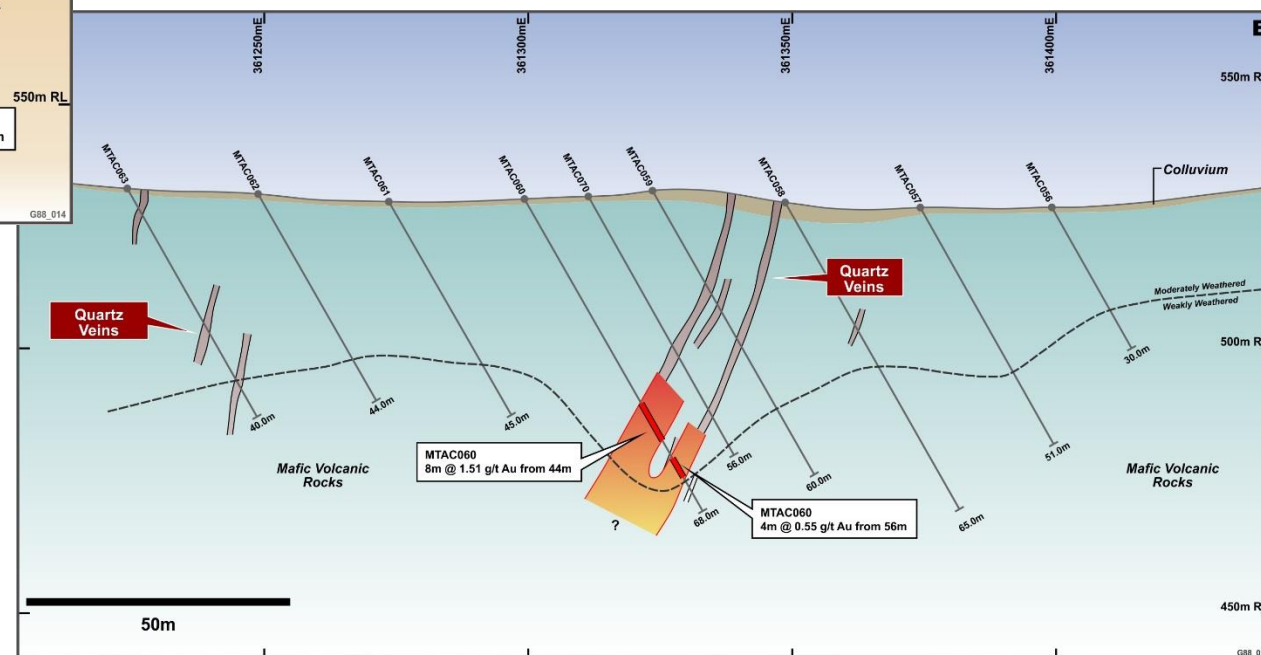 361250mE
361300mE
361350mE
361400mE
550m RL
G88_014
550m R
MTAC063
MTAC062
MTAC061
MTAC060
MTAC070
MTAC059
MTAC058
MTAC057
MTAC056
Colluvium
Quartz
Veins
Quartz
Veins
Moderately Weathered
Weakly Weathered
500m R
40.0m
44.0m
45.0m
56.0m
60.0m
68.0m
65.0m
51.0m
30.0m
MTAC060
8m @ 1.51 g/t Au from 44m
MTAC060
4m @ 0.55 g/t Au from 56m
?
Mafic Volcanic
Rocks
Mafic Volcanic
Rocks
50m
450m R